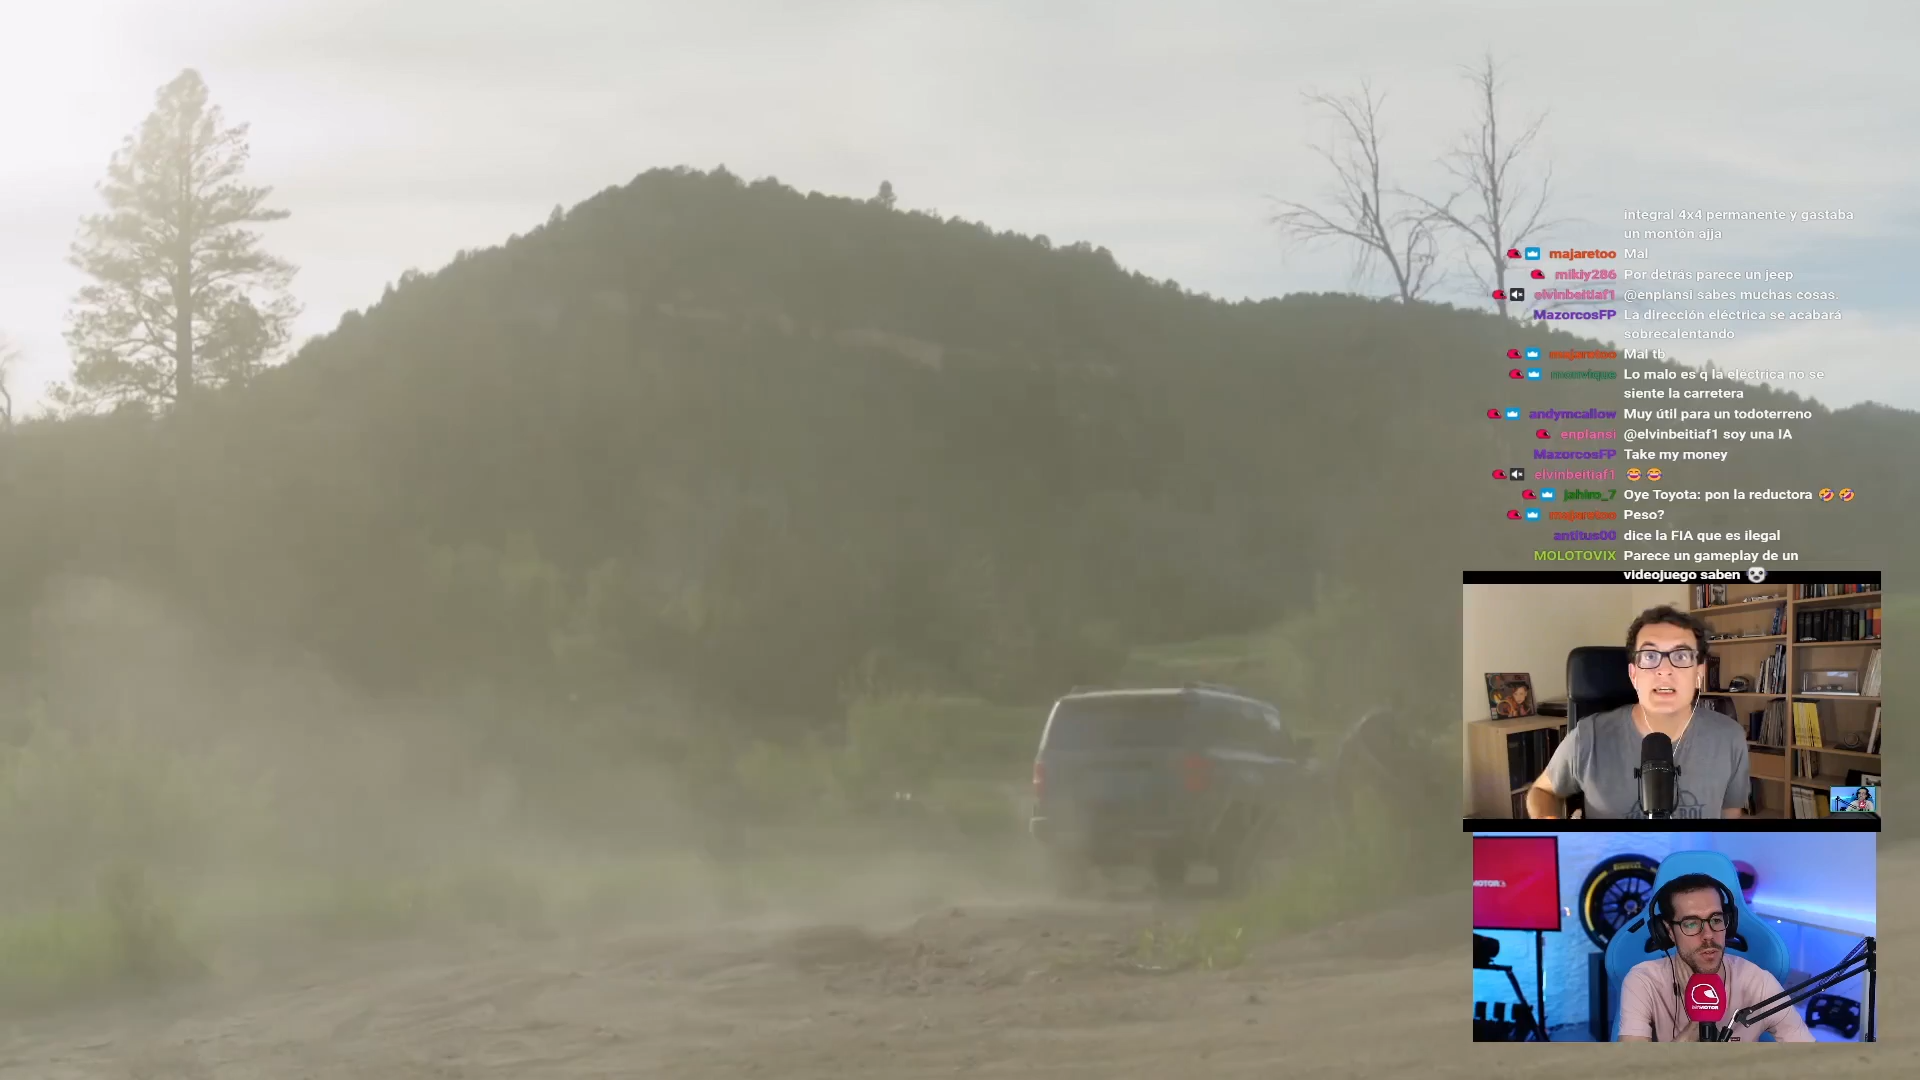 integral 4x4 permanente y gastaba
un montón ajja
majaretoo Mal
mikiy286 Por detrás parece un jeep
elvinbeitiaf1 @enplansi sabes muchas cosas.
MazorcosFP La dirección eléctrica se acabará
sobrecalentando
majaretoo Mal tb
Lo malo es q la eléctrica no se
siente la carretera
andymcallow Muy útil para un todoterreno
enplansi @elvinbeitiaf1 soy una IA
MazorcosFP Take my money
elvinbeitiaf1 😂 😂
jahiro_7 Oye Toyota: pon la reductora 🤣 🤣
majaretoo Peso?
antitus00 dice la FIA que es ilegal
MOLOTOVIX Parece un gameplay de un
videojuego saben